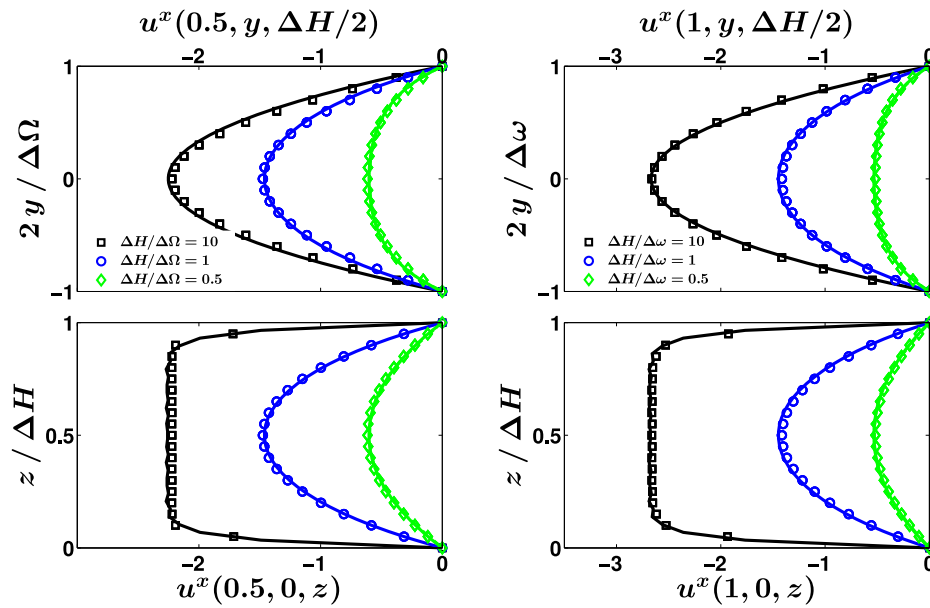 u^x(0.5, y, ΔH/2)
−2 −1 0
1
0
−1
2 y / ΔΩ
ΔH/ΔΩ = 10
ΔH/ΔΩ = 1
ΔH/ΔΩ = 0.5
u^x(1, y, ΔH/2)
−3 −2 −1 0
1
0
−1
2 y / Δω
ΔH/Δω = 10
ΔH/Δω = 1
ΔH/Δω = 0.5
1
0.5
0
z / ΔH
−2 −1 0
u^x(0.5, 0, z)
1
0.5
0
z / ΔH
−3 −2 −1 0
u^x(1, 0, z)